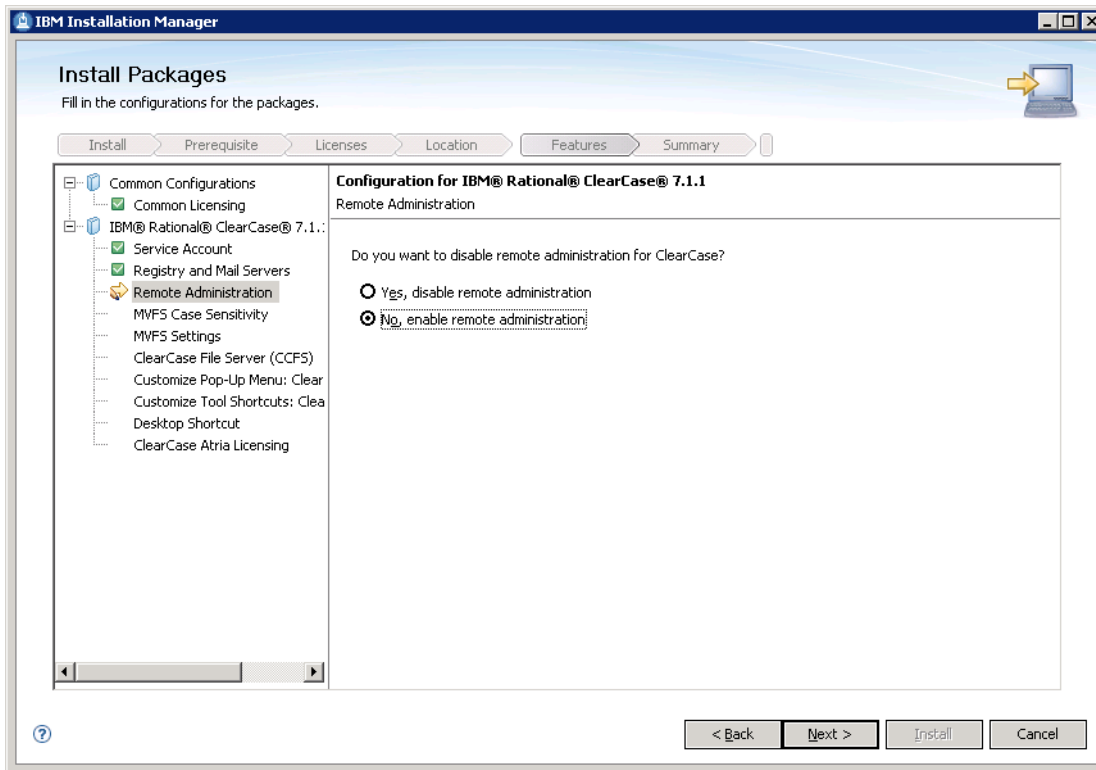 IBM Installation Manager
Install Packages
Fill in the configurations for the packages.
Install
Prerequisite
Licenses
Location
Features
Summary
Common Configurations
Common Licensing
IBM® Rational® ClearCase® 7.1.:
Service Account
Registry and Mail Servers
Remote Administration
MVFS Case Sensitivity
MVFS Settings
ClearCase File Server (CCFS)
Customize Pop-Up Menu: Clear
Customize Tool Shortcuts: Clea
Desktop Shortcut
ClearCase Atria Licensing
Configuration for IBM® Rational® ClearCase® 7.1.1
Remote Administration
Do you want to disable remote administration for ClearCase?
Yes, disable remote administration
No, enable remote administration
?
< Back
Next >
Install
Cancel